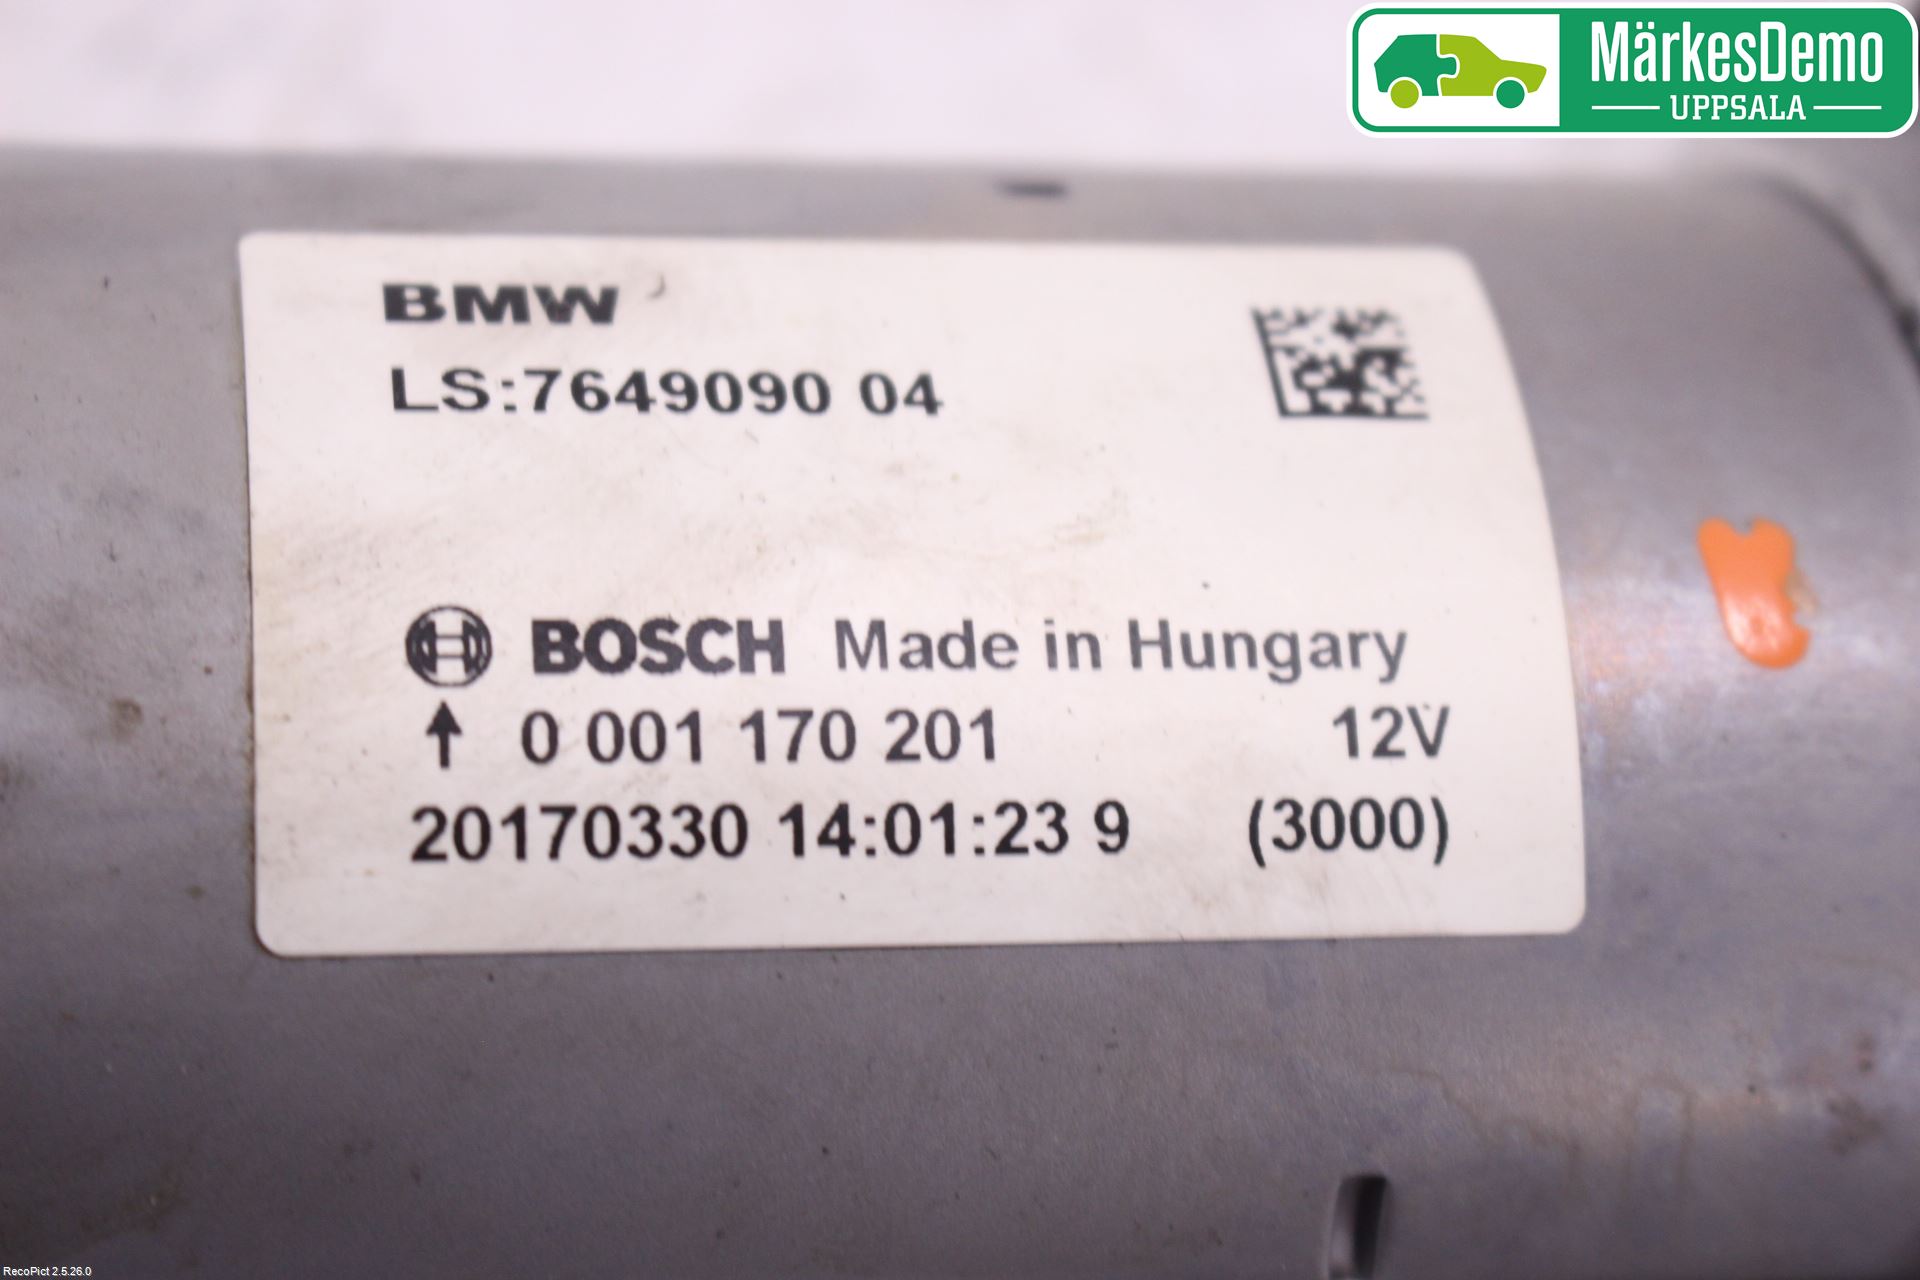 MärkesDemo
UPPSALA
BMW
LS:7649090 04
BOSCH Made in Hungary
↑ 0 001 170 201 12V
20170330 14:01:23 9 (3000)
RecoPict 2.5.26.0